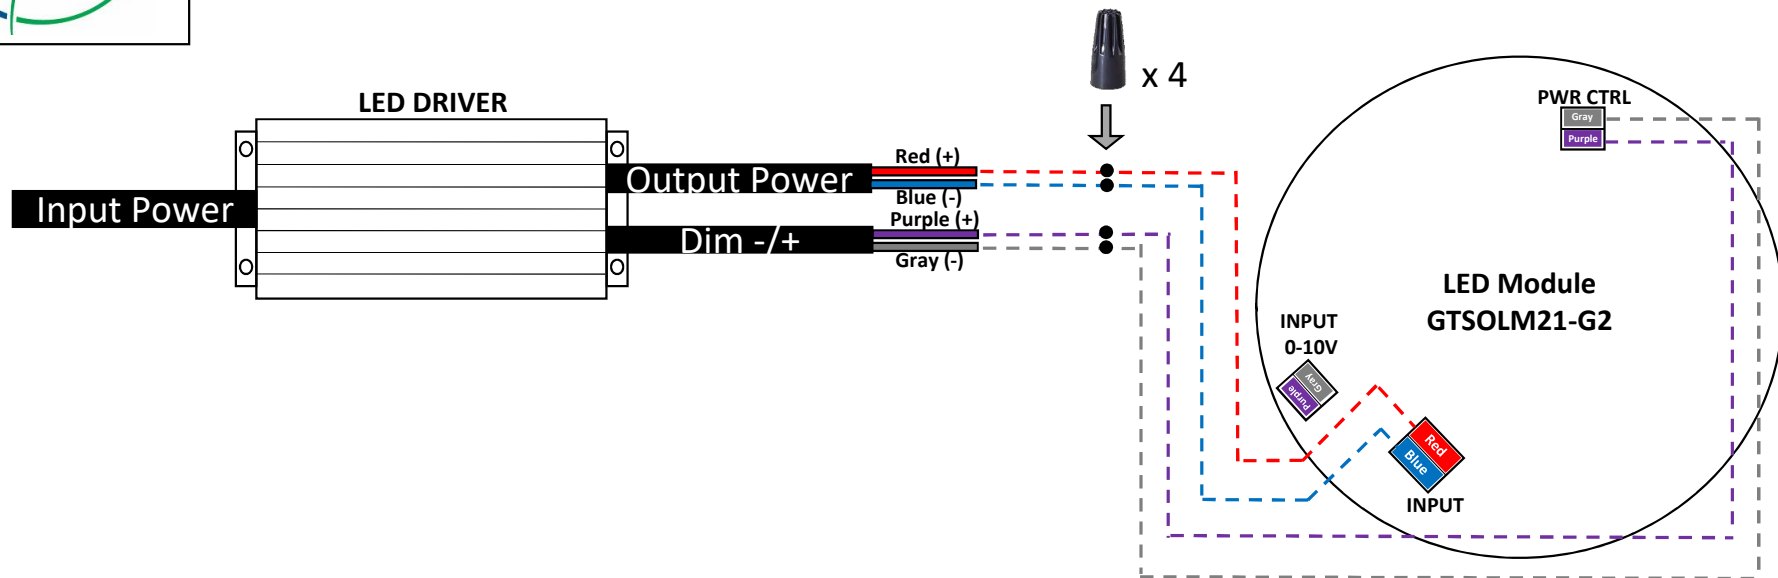 x 4
LED DRIVER
PWR CTRL
Gray
Purple
Red (+)
Output Power
Blue (-)
Input Power
Purple (+)
Dim -/+
Gray (-)
LED Module
GTSOLM21-G2
INPUT
0-10V
Gray
Purple
Red
Blue
INPUT